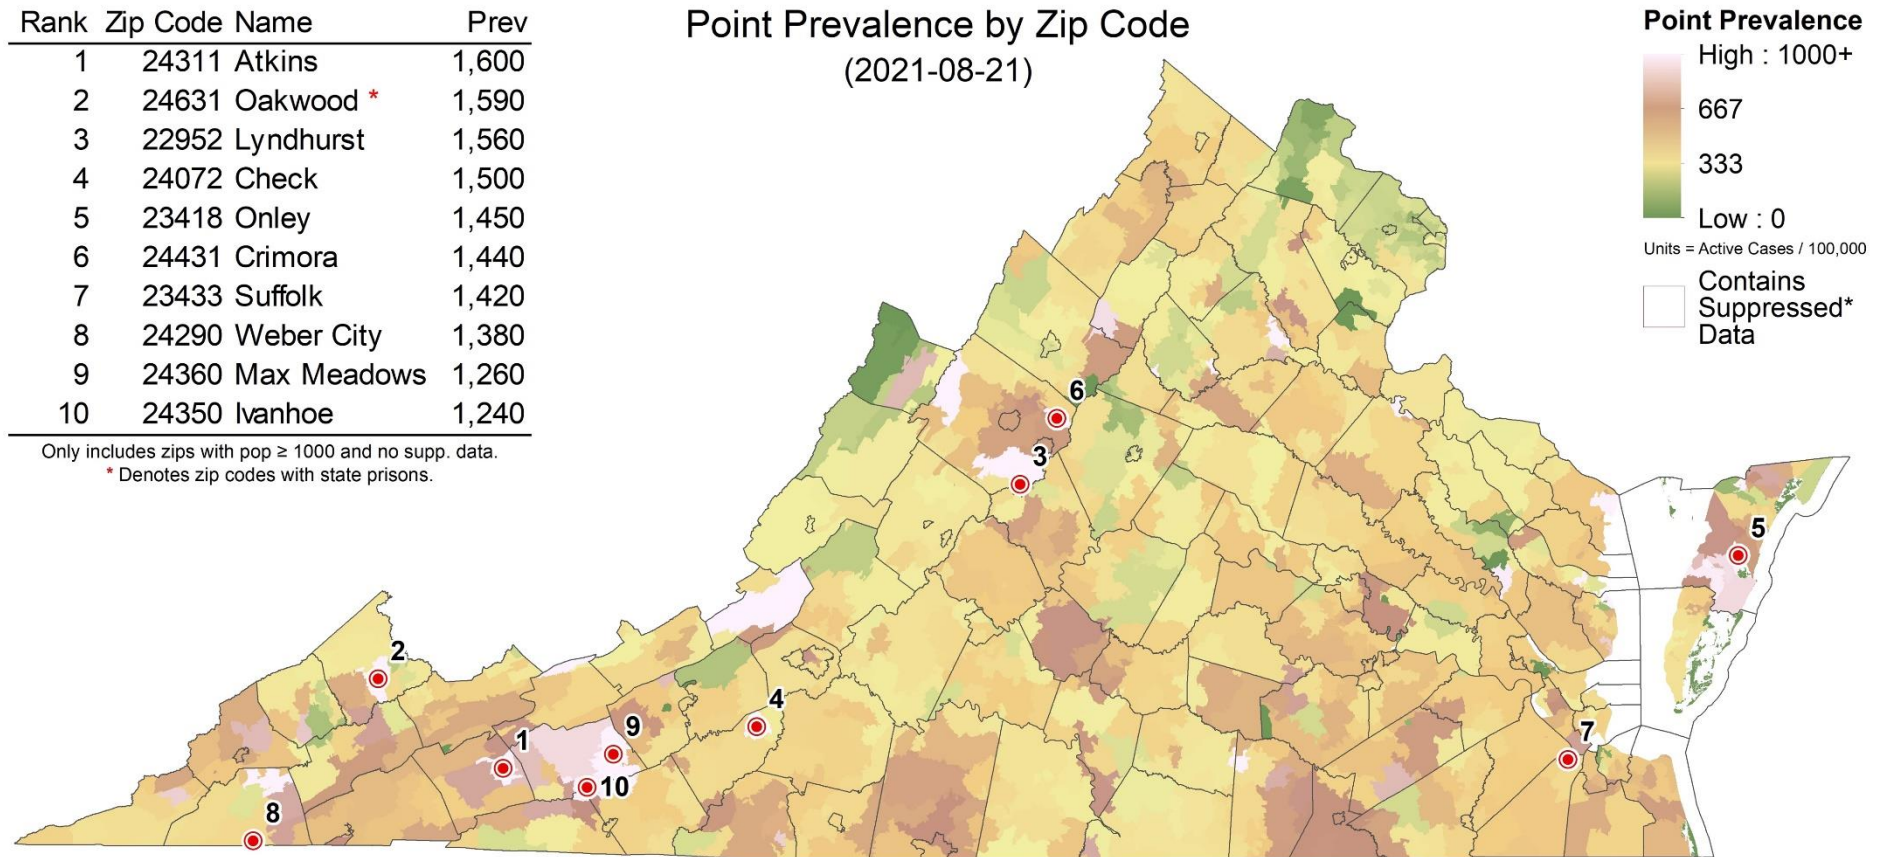 Point Prevalence by Zip Code
(2021-08-21)
Rank Zip Code Name Prev
1 24311 Atkins 1,600
2 24631 Oakwood * 1,590
3 22952 Lyndhurst 1,560
4 24072 Check 1,500
5 23418 Onley 1,450
6 24431 Crimora 1,440
7 23433 Suffolk 1,420
8 24290 Weber City 1,380
9 24360 Max Meadows 1,260
10 24350 Ivanhoe 1,240
Only includes zips with pop ≥ 1000 and no supp. data.
* Denotes zip codes with state prisons.
Point Prevalence
High : 1000+
667
333
Low : 0
Units = Active Cases / 100,000
Contains
Suppressed*
Data
6
3
5
2
4
9
1
7
10
8